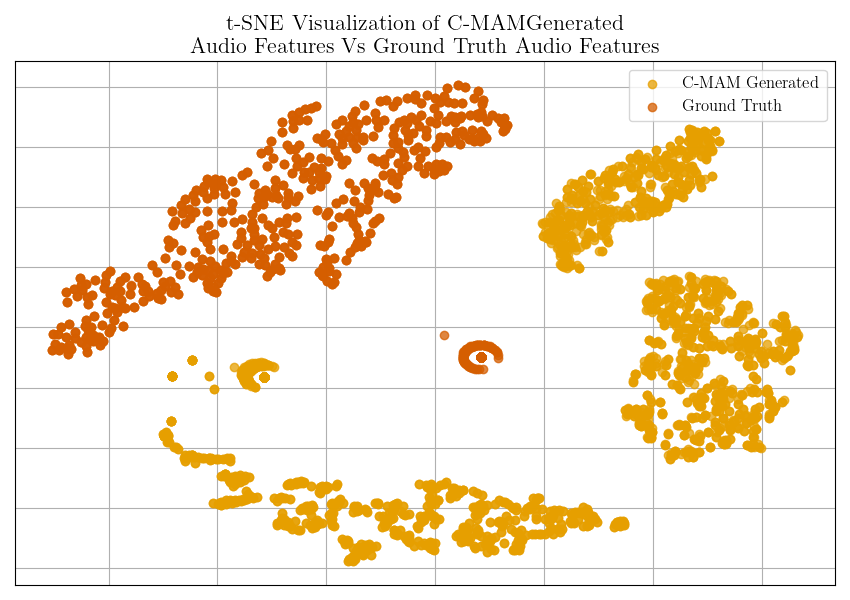 t-SNE Visualization of C-MAMGenerated
Audio Features Vs Ground Truth Audio Features
C-MAM Generated
Ground Truth